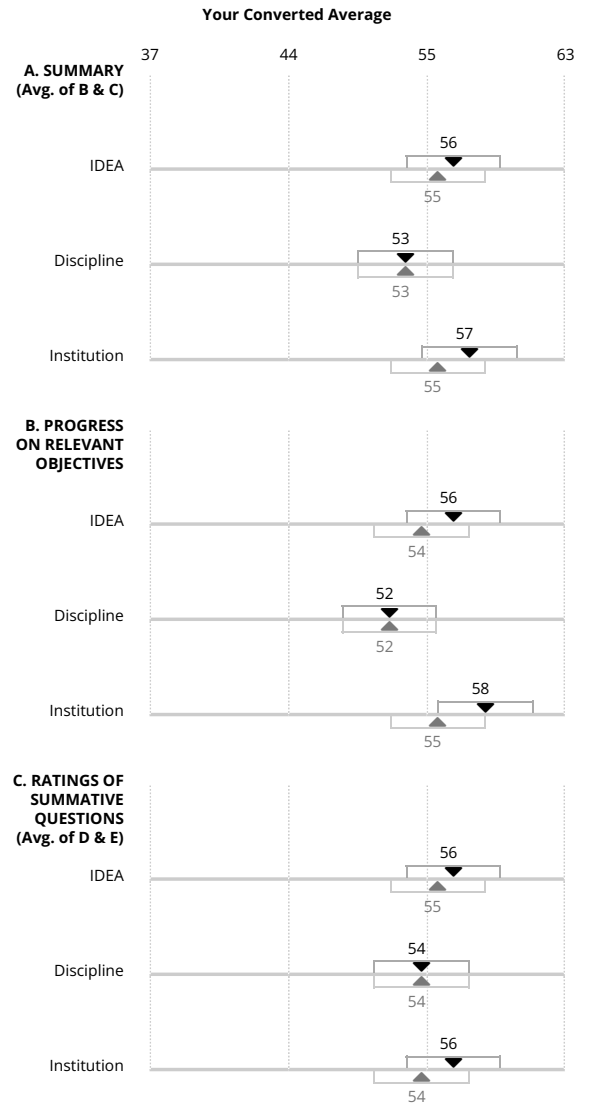 Your Converted Average
37 44 55 63
A. SUMMARY
(Avg. of B & C)
56
IDEA
55
53
Discipline
53
57
Institution
55
B. PROGRESS
ON RELEVANT
OBJECTIVES
56
IDEA
54
52
Discipline
52
58
Institution
55
C. RATINGS OF
SUMMATIVE
QUESTIONS
(Avg. of D & E)
56
IDEA
55
54
Discipline
54
56
Institution
54